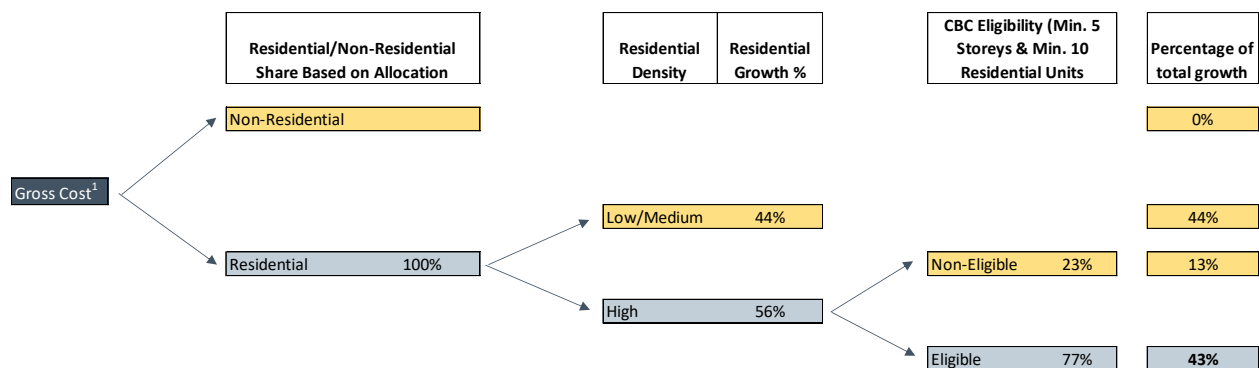 Residential/Non-Residential
Share Based on Allocation
Residential
Density
Residential
Growth %
CBC Eligibility (Min. 5
Storeys & Min. 10
Residential Units
Percentage of
total growth
Non-Residential
0%
Gross Cost¹
Low/Medium 44%
44%
Residential 100%
Non-Eligible 23%
13%
High 56%
Eligible 77%
43%